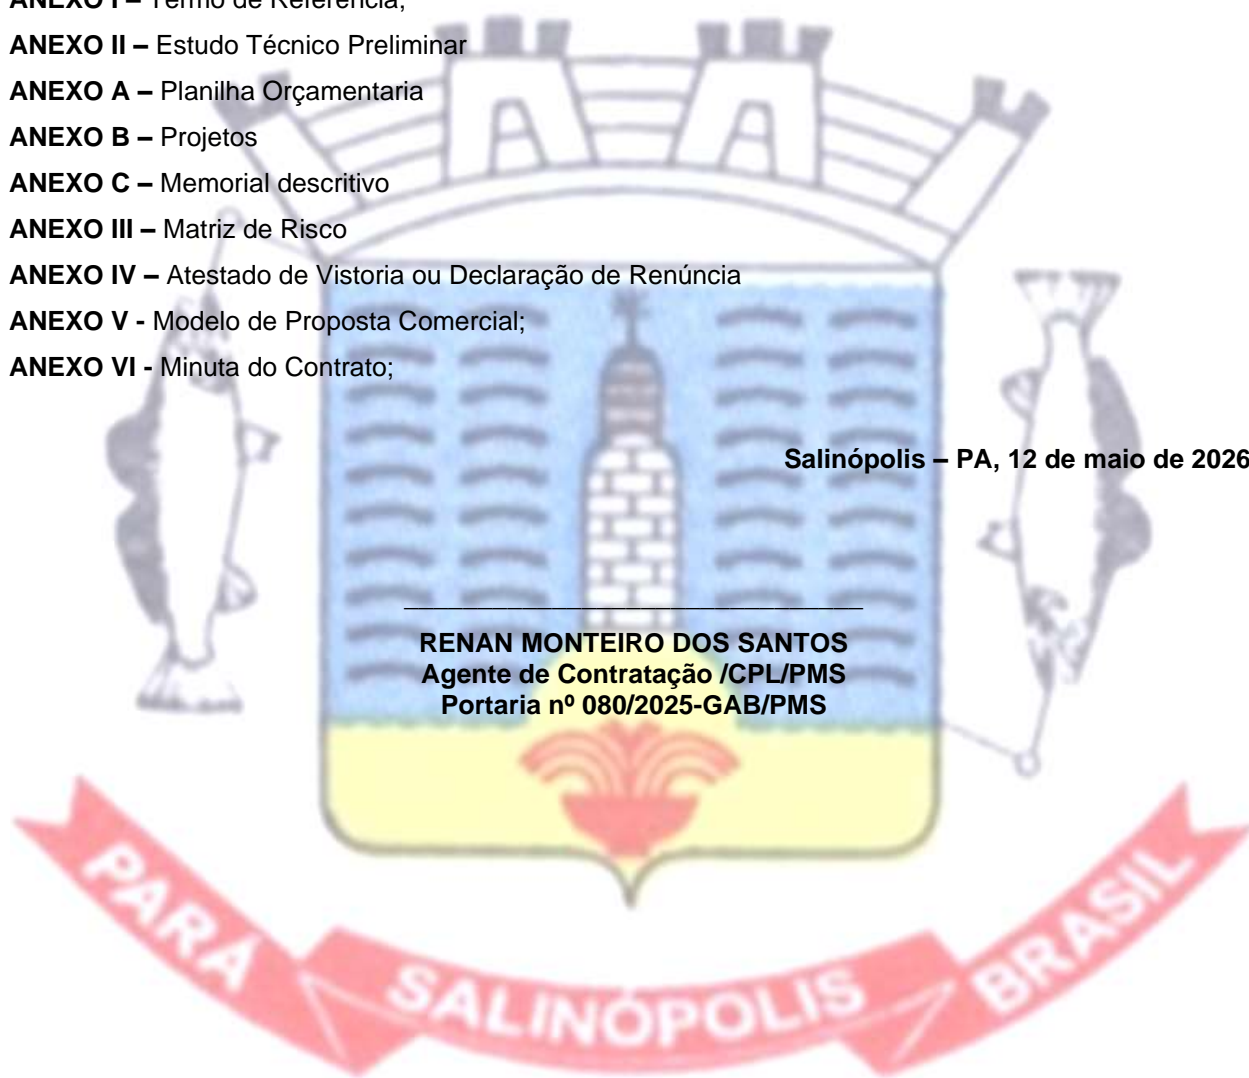 ANEXO I – Termo de Referência;
ANEXO II – Estudo Técnico Preliminar
ANEXO A – Planilha Orçamentaria
ANEXO B – Projetos
ANEXO C – Memorial descritivo
ANEXO III – Matriz de Risco
ANEXO IV – Atestado de Vistoria ou Declaração de Renúncia
ANEXO V - Modelo de Proposta Comercial;
ANEXO VI - Minuta do Contrato;
Salinópolis – PA, 12 de maio de 2026
RENAN MONTEIRO DOS SANTOS
Agente de Contratação /CPL/PMS
Portaria nº 080/2025-GAB/PMS
PARÁ
SALINÓPOLIS
BRASIL